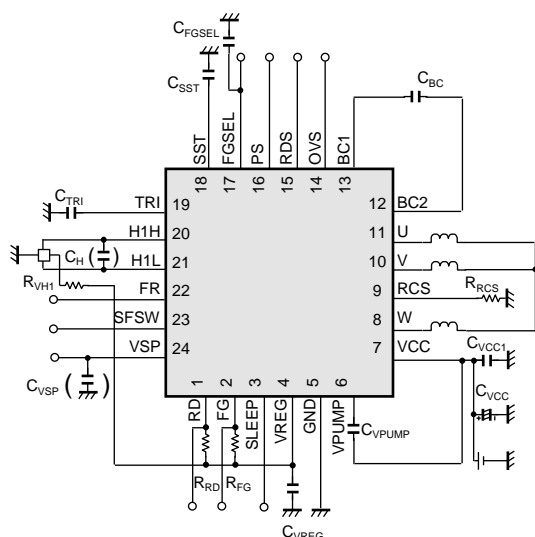 CFGSEL
CSST
CBC
SST
FGSEL
PS
RDS
OVS
BC1
18
17
16
15
14
13
CTRI
TRI
19
12
BC2
H1H
20
11
U
CH
(
)
H1L
21
10
V
RVH1
FR
22
9
RCS
RRCS
SFSW
23
8
W
VSP
24
7
VCC
CVCC1
CVSP
(
)
CVCC
+
1
2
3
4
5
6
RD
FG
SLEEP
VREG
GND
VPUMP
CVPUMP
RRD
RFG
CVREG